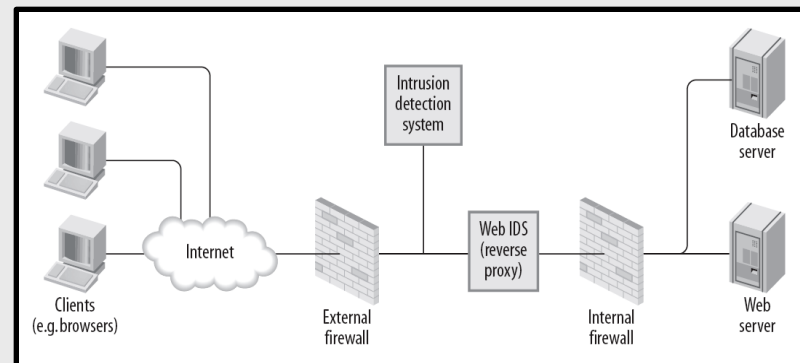 Intrusion
detection
system
Database
server
Internet
Web IDS
(reverse
proxy)
Clients
(e.g.browsers)
External
firewall
Internal
firewall
Web
server